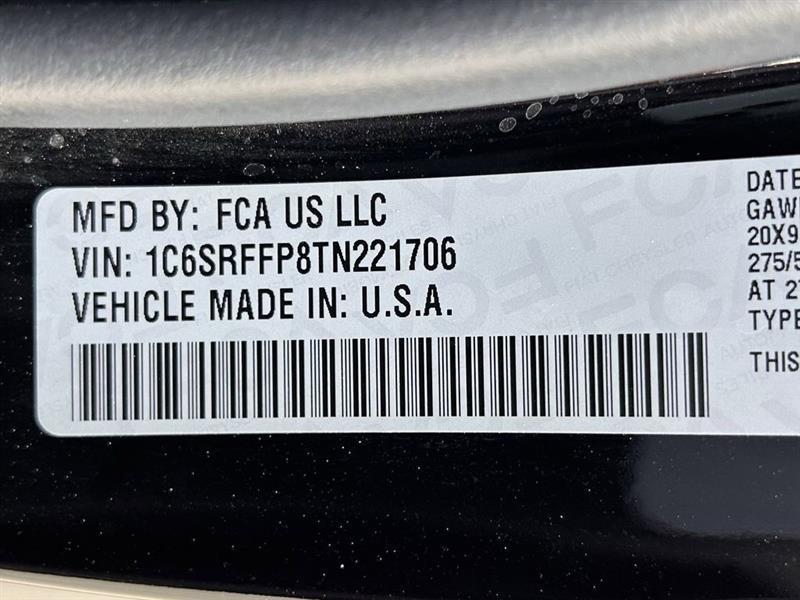 MFD BY: FCA US LLC
VIN: 1C6SRFFP8TN221706
VEHICLE MADE IN: U.S.A.
DATE
GAW
20X9
275/5
AT 2
TYPE
THIS